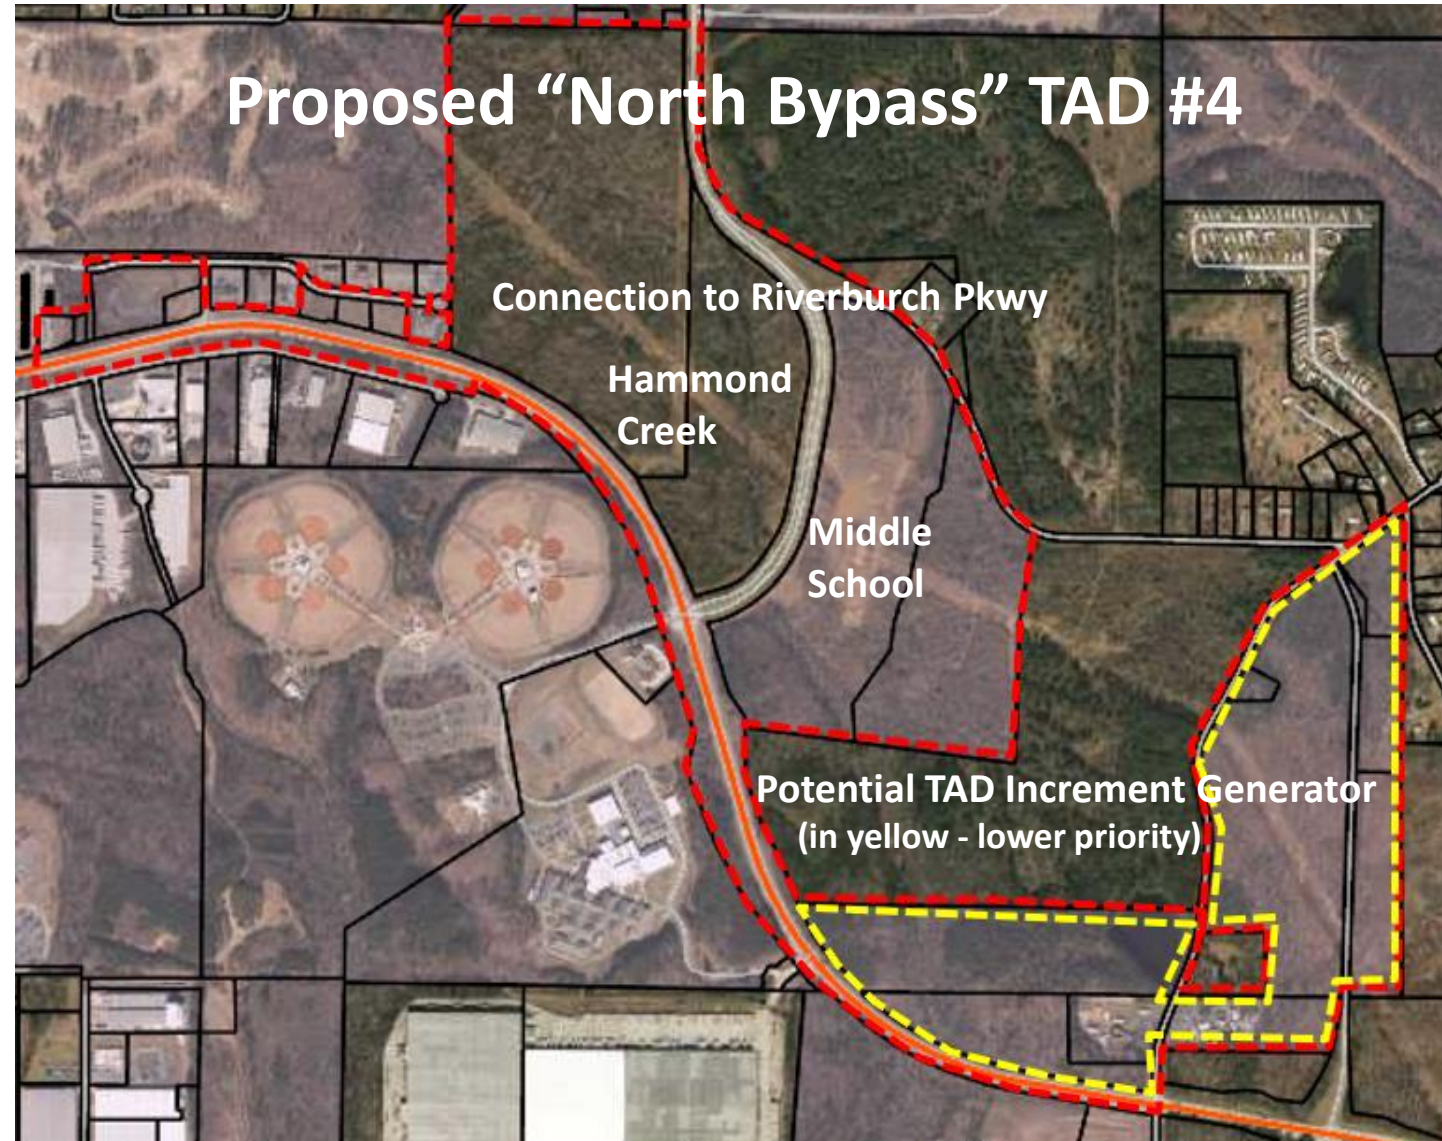 Proposed “North Bypass” TAD #4
Connection to Riverburch Pkwy
Hammond
Creek
Middle
School
Potential TAD Increment Generator
(in yellow - lower priority)